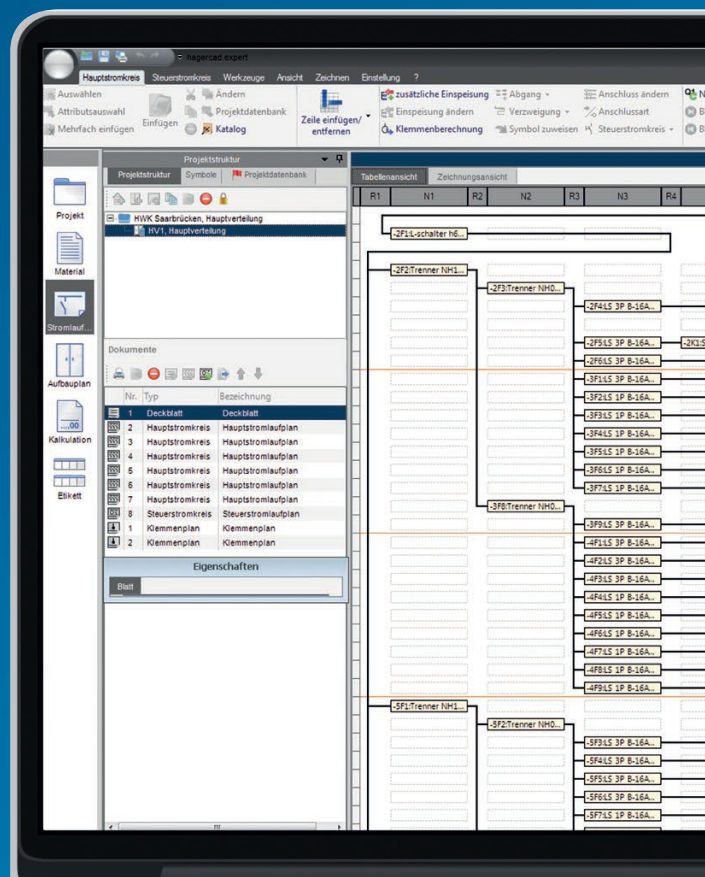 hagercad.expert
Hauptstromkreis Steuerstromkreis Werkzeuge Ansicht Zeichnen Einstellung ?
Auswählen
Attributsauswahl
Mehrfach einfügen
Einfügen
Ändern
Projektdatenbank
Katalog
Zeile einfügen/
entfernen
zusätzliche Einspeisung
Einspeisung ändern
Klemmenberechnung
Abgang
Verzweigung
Symbol zuweisen
Anschluss ändern
Anschlussart
Steuerstromkreis
N
B
B
Projekt
Material
Stromlauf...
Aufbauplan
Kalkulation
Etikett
Projektstruktur
Projektstruktur Symbole Projektdatenbank
HWK Saarbrücken, Hauptverteilung
HV1, Hauptverteilung
Dokumente
Nr. Typ Bezeichnung
1 Deckblatt Deckblatt
2 Hauptstromkreis Hauptstromlaufplan
3 Hauptstromkreis Hauptstromlaufplan
4 Hauptstromkreis Hauptstromlaufplan
5 Hauptstromkreis Hauptstromlaufplan
6 Hauptstromkreis Hauptstromlaufplan
7 Hauptstromkreis Hauptstromlaufplan
8 Steuerstromkreis Steuerstromlaufplan
1 Klemmenplan Klemmenplan
2 Klemmenplan Klemmenplan
Eigenschaften
Blatt
Tabellenansicht Zeichnungsansicht
R1 N1 R2 N2 R3 N3 R4
-2F1:L-schalter h6...
-2F2:Trenner NH1...
-2F3:Trenner NH0...
-2F4:LS 3P B-16A...
-2F5:LS 3P B-16A... -2K1:S
-2F6:LS 3P B-16A...
-3F1:LS 3P B-16A...
-3F2:LS 1P B-16A...
-3F3:LS 1P B-16A...
-3F4:LS 1P B-16A...
-3F5:LS 1P B-16A...
-3F6:LS 1P B-16A...
-3F7:LS 1P B-16A...
-3F8:Trenner NH0...
-3F9:LS 3P B-16A...
-4F1:LS 3P B-16A...
-4F2:LS 3P B-16A...
-4F3:LS 3P B-16A...
-4F4:LS 1P B-16A...
-4F5:LS 1P B-16A...
-4F6:LS 1P B-16A...
-4F7:LS 1P B-16A...
-4F8:LS 1P B-16A...
-4F9:LS 1P B-16A...
-5F1:Trenner NH1...
-5F2:Trenner NH0...
-5F3:LS 3P B-16A...
-5F4:LS 3P B-16A...
-5F5:LS 3P B-16A...
-5F6:LS 3P B-16A...
-5F7:LS 1P B-16A...